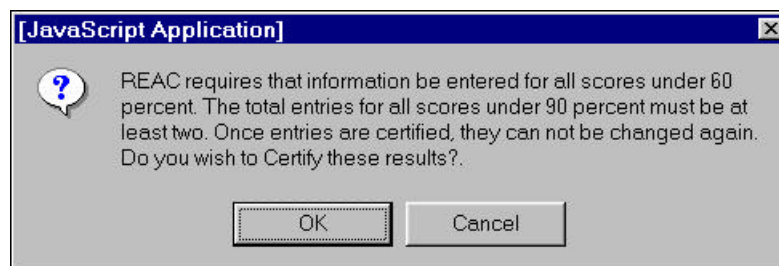 [JavaScript Application]
REAC requires that information be entered for all scores under 60
percent. The total entries for all scores under 90 percent must be at
least two. Once entries are certified, they can not be changed again.
Do you wish to Certify these results?.
OK
Cancel